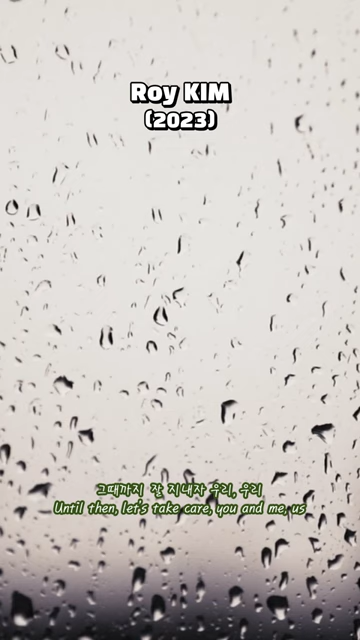 Roy KIM
(2023)
그때까지 잘 지내자 우리, 우리
Until then, let's take care, you and me, us